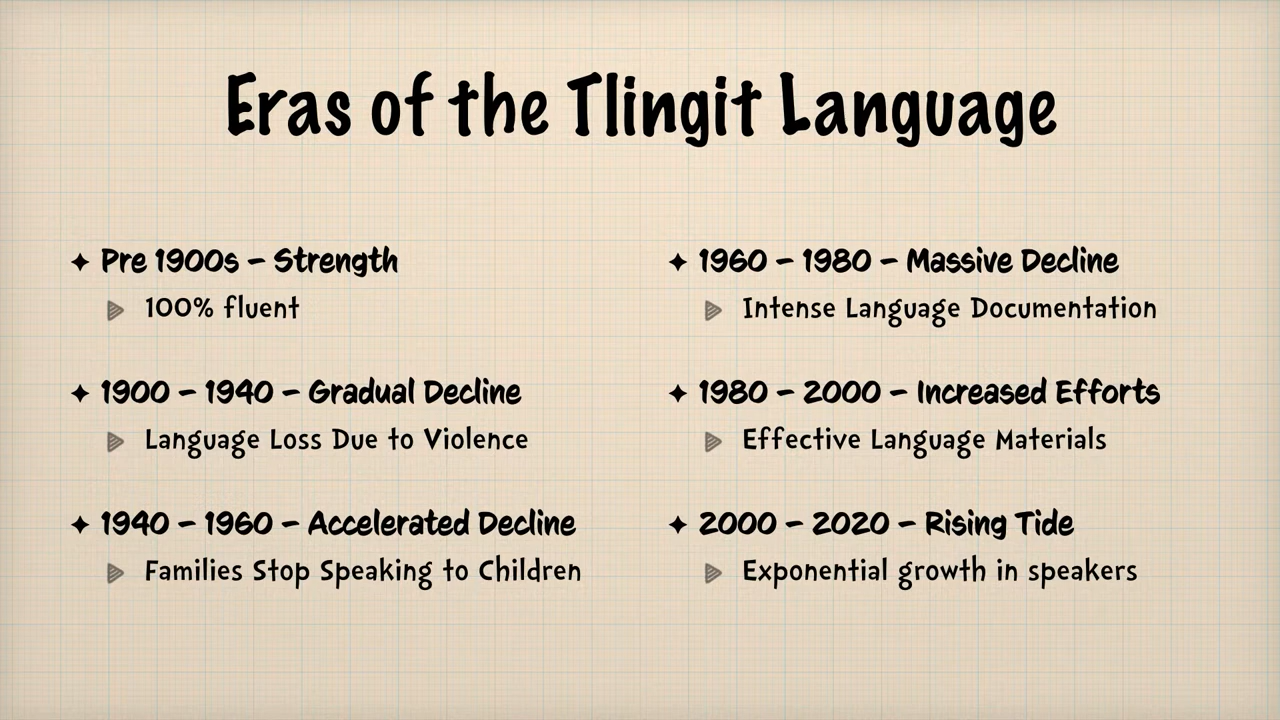 Eras of the Tlingit Language
✦ Pre 1900s – Strength
100% fluent
✦ 1900 – 1940 – Gradual Decline
Language Loss Due to Violence
✦ 1940 – 1960 – Accelerated Decline
Families Stop Speaking to Children
✦ 1960 – 1980 – Massive Decline
Intense Language Documentation
✦ 1980 – 2000 – Increased Efforts
Effective Language Materials
✦ 2000 – 2020 – Rising Tide
Exponential growth in speakers